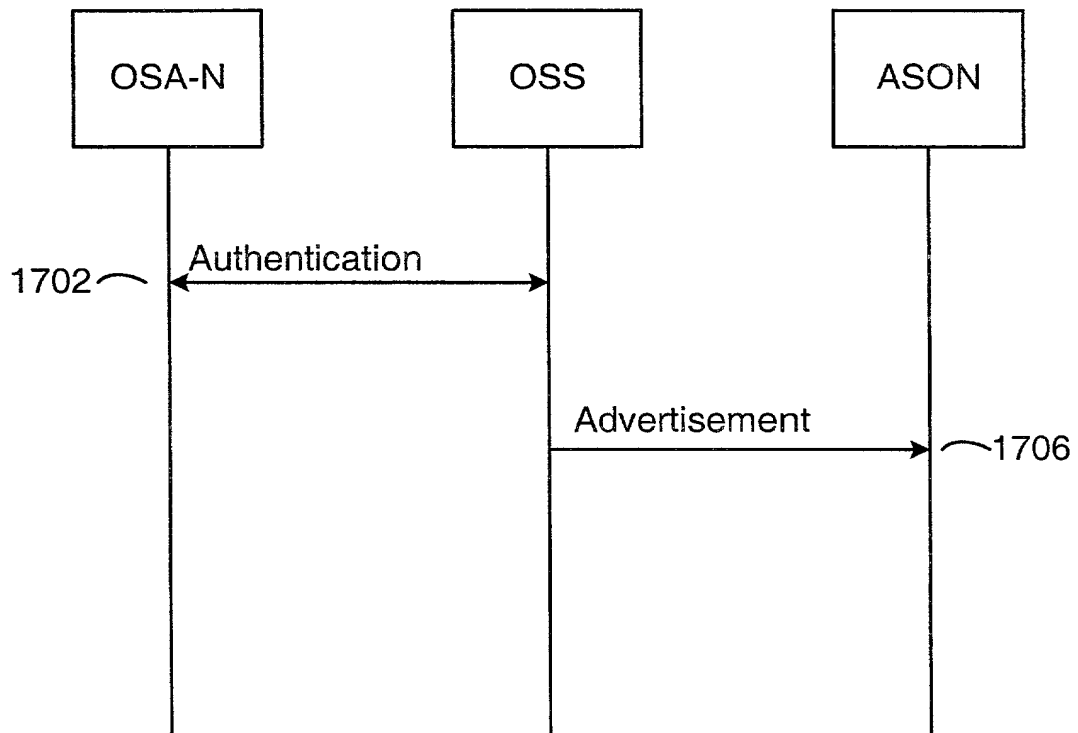 OSA-N
OSS
ASON
Authentication
1702
Advertisement
1706